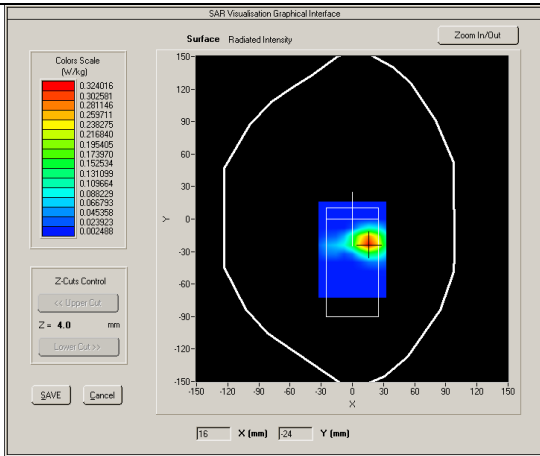 SAR Visualisation Graphical Interface
Surface Radiated Intensity
Zoom In/Out
Colors Scale
(W/kg)
0.324016
0.302581
0.281146
0.259711
0.238275
0.216840
0.195405
0.173970
0.152534
0.131099
0.109664
0.088229
0.066793
0.045358
0.023923
0.002488
150
120
90
60
30
0
-30
-60
-90
-120
-150
Y
-150 -120 -90 -60 -30 0 30 60 90 120 150
X
Z-Cuts Control
<< Upper Cut
Z = 4.0 mm
Lower Cut >>
SAVE Cancel
16 X (mm) -24 Y (mm)